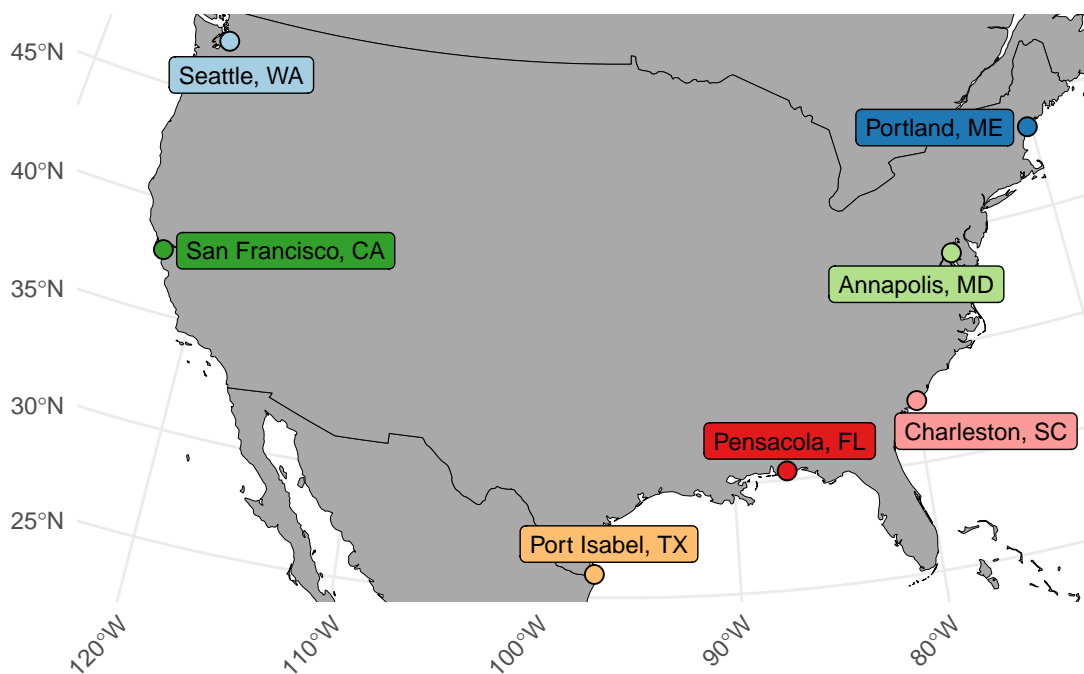 45°N
Seattle, WA
Portland, ME
40°N
San Francisco, CA
35°N
Annapolis, MD
30°N
Charleston, SC
Pensacola, FL
25°N
Port Isabel, TX
120°W
110°W
100°W
90°W
80°W